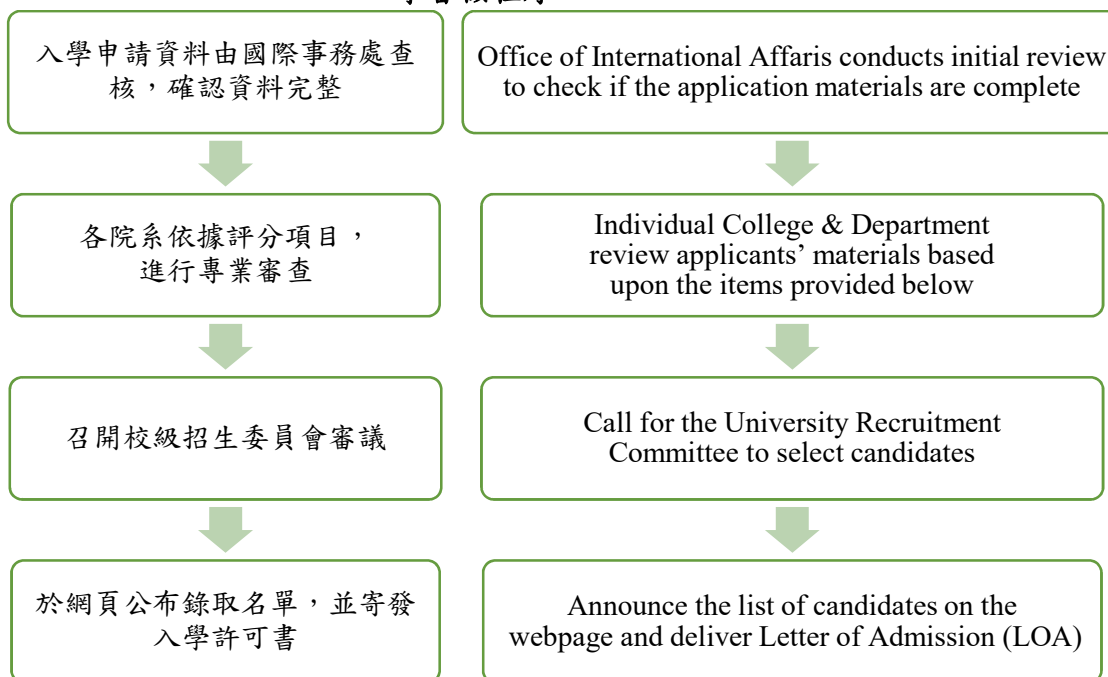 入學申請資料由國際事務處查
核，確認資料完整
Office of International Affaris conducts initial review
to check if the application materials are complete
各院系依據評分項目，
進行專業審查
Individual College & Department
review applicants’ materials based
upon the items provided below
召開校級招生委員會審議
Call for the University Recruitment
Committee to select candidates
於網頁公布錄取名單，並寄發
入學許可書
Announce the list of candidates on the
webpage and deliver Letter of Admission (LOA)